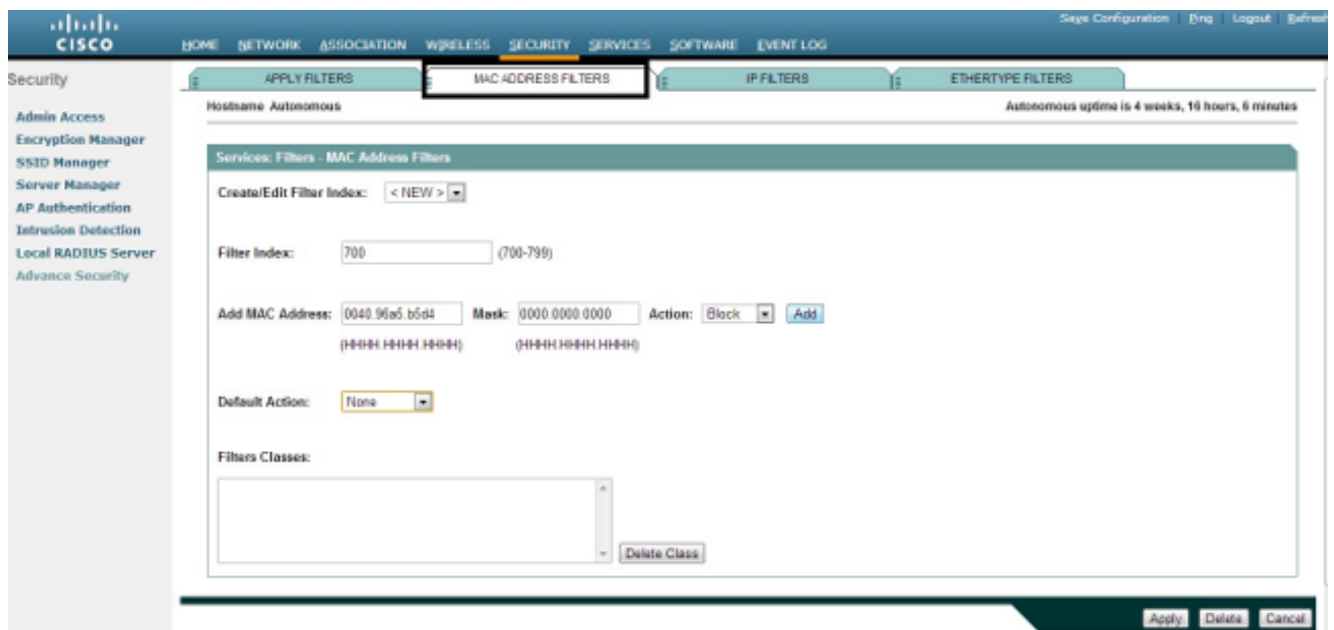 Save Configuration Ping Logout Refresh
CISCO
HOME NETWORK ASSOCIATION WIRELESS SECURITY SERVICES SOFTWARE EVENT LOG
Security
Admin Access
Encryption Manager
SSID Manager
Server Manager
AP Authentication
Intrusion Detection
Local RADIUS Server
Advance Security
APPLY FILTERS MAC ADDRESS FILTERS IP FILTERS ETHERTYPE FILTERS
Hostname Autonomous Autonomous uptime is 4 weeks, 16 hours, 6 minutes
Services: Filters - MAC Address Filters
Create/Edit Filter Index: < NEW >
Filter Index: 700 (700-799)
Add MAC Address: 0040.96a5.b5d4 Mask: 0000.0000.0000 Action: Block Add
(HHHH.HHHH.HHHH) (HHHH.HHHH.HHHH)
Default Action: None
Filters Classes:
Delete Class
Apply Delete Cancel